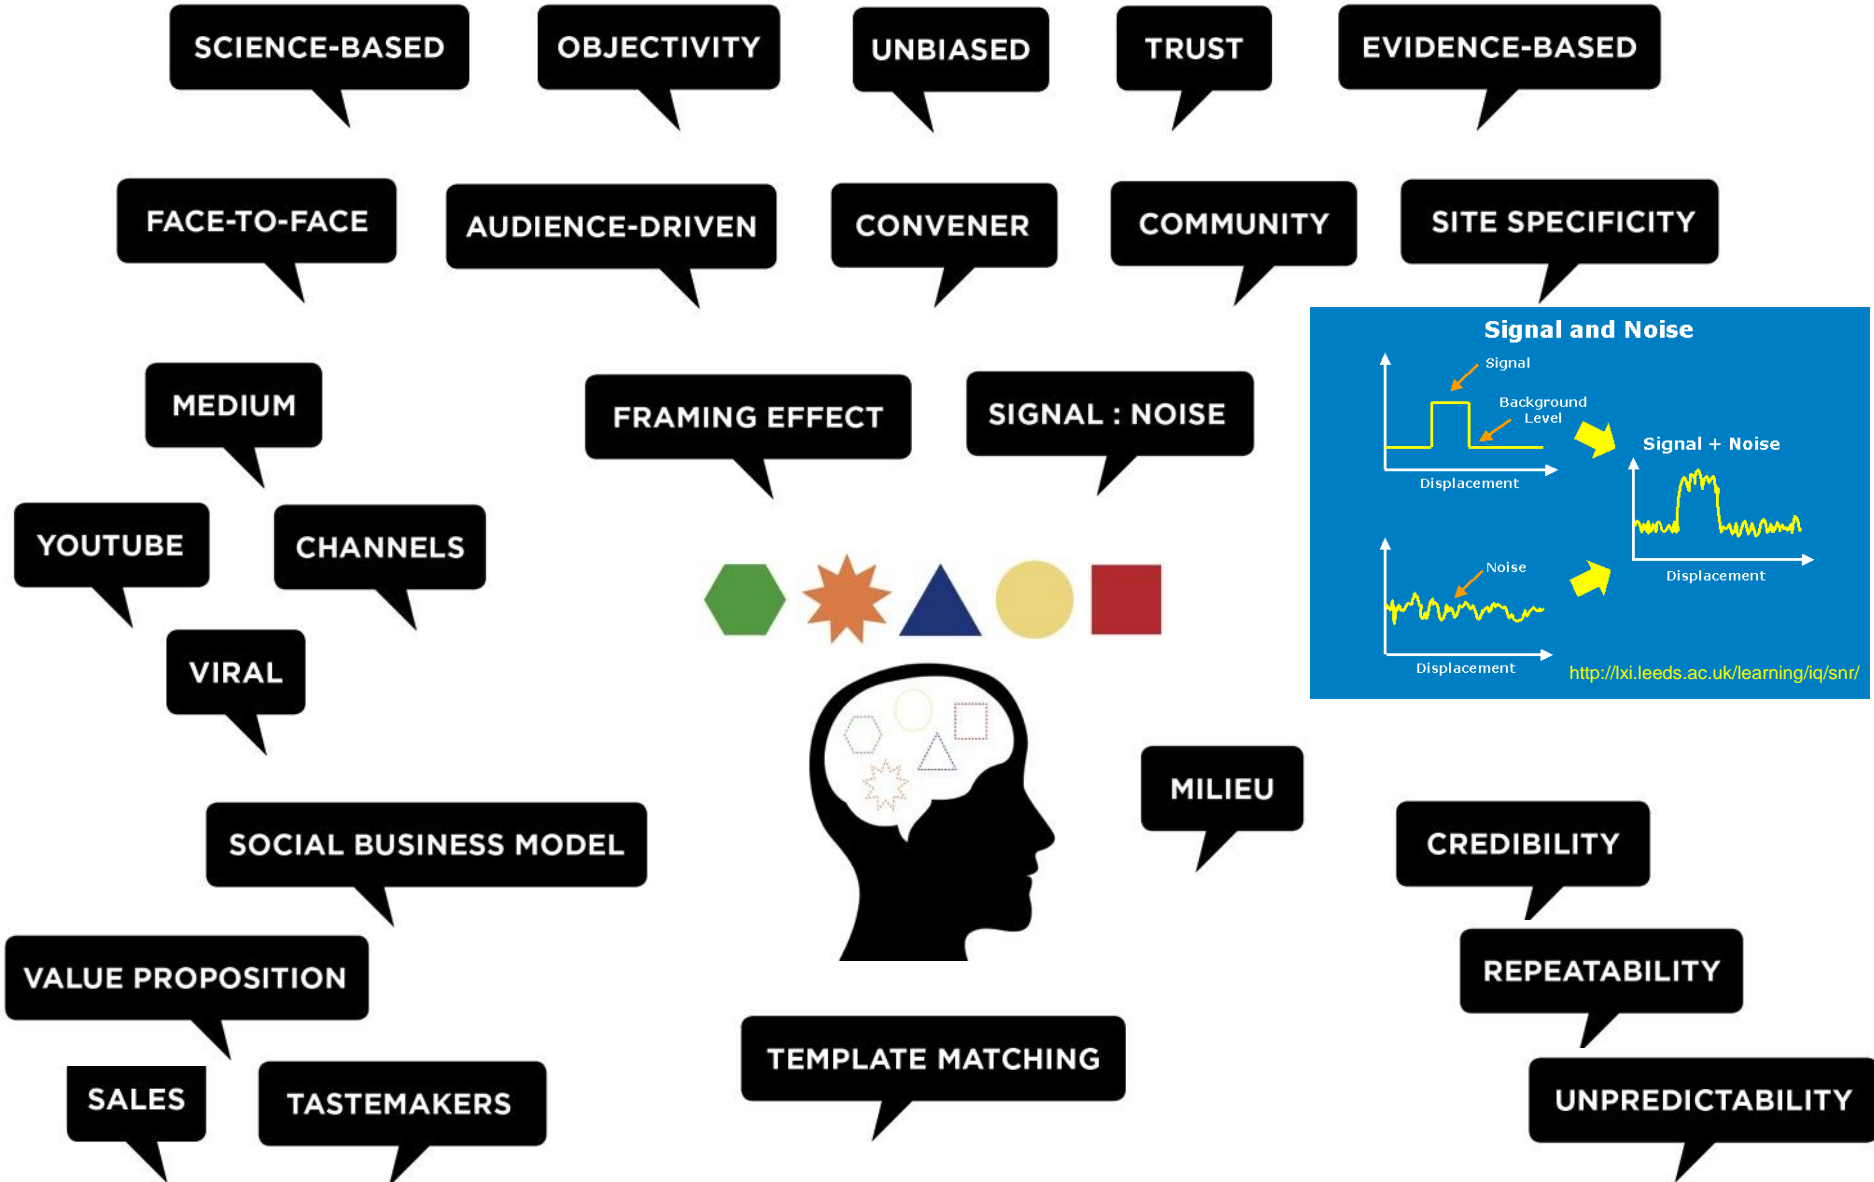 SCIENCE-BASED
OBJECTIVITY
UNBIASED
TRUST
EVIDENCE-BASED
FACE-TO-FACE
AUDIENCE-DRIVEN
CONVENER
COMMUNITY
SITE SPECIFICITY
MEDIUM
FRAMING EFFECT
SIGNAL : NOISE
Signal and Noise
Signal
Background
Level
Displacement
Signal + Noise
Displacement
Noise
Displacement
http://lxi.leeds.ac.uk/learning/iq/snr/
YOUTUBE
CHANNELS
VIRAL
MILIEU
SOCIAL BUSINESS MODEL
CREDIBILITY
VALUE PROPOSITION
REPEATABILITY
TEMPLATE MATCHING
SALES
TASTEMAKERS
UNPREDICTABILITY